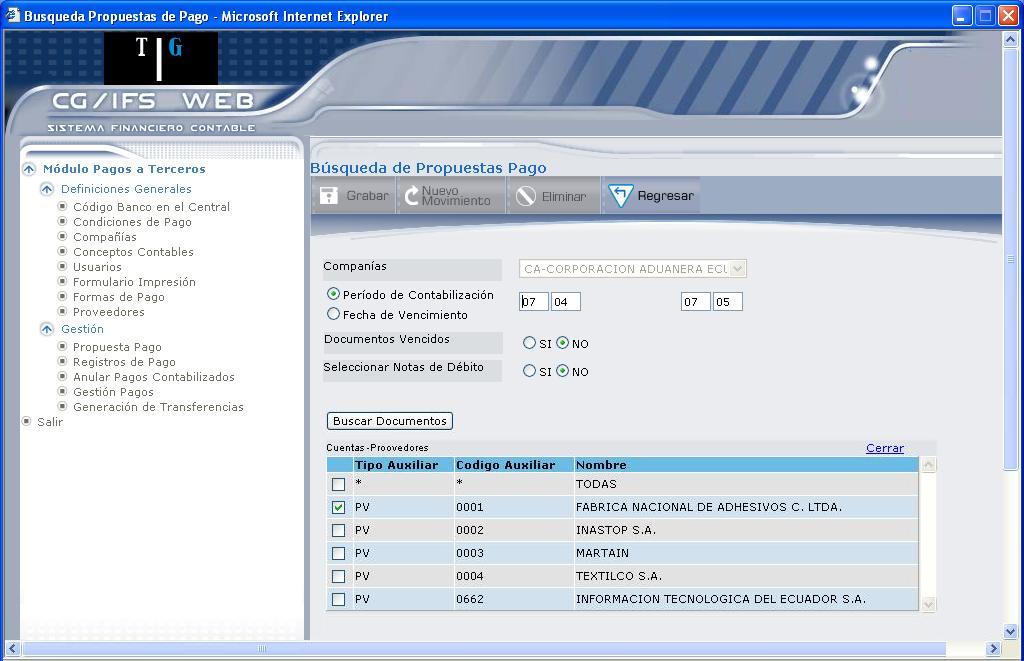 Busqueda Propuestas de Pago - Microsoft Internet Explorer
T G
CG/IFS WEB
SISTEMA FINANCIERO CONTABLE
Módulo Pagos a Terceros
Definiciones Generales
Código Banco en el Central
Condiciones de Pago
Compañías
Conceptos Contables
Usuarios
Formulario Impresión
Formas de Pago
Proveedores
Gestión
Propuesta Pago
Registros de Pago
Anular Pagos Contabilizados
Gestión Pagos
Generación de Transferencias
Salir
Búsqueda de Propuestas Pago
Grabar Nuevo Movimiento Eliminar Regresar
Compañías CA-CORPORACION ADUANERA ECU
Período de Contabilización 07 04 07 05
Fecha de Vencimiento
Documentos Vencidos SI NO
Seleccionar Notas de Débito SI NO
Buscar Documentos
Cuentas-Proovedores Cerrar
Tipo Auxiliar Codigo Auxiliar Nombre
* * TODAS
PV 0001 FABRICA NACIONAL DE ADHESIVOS C. LTDA.
PV 0002 INASTOP S.A.
PV 0003 MARTAIN
PV 0004 TEXTILCO S.A.
PV 0662 INFORMACION TECNOLOGICA DEL ECUADOR S.A.